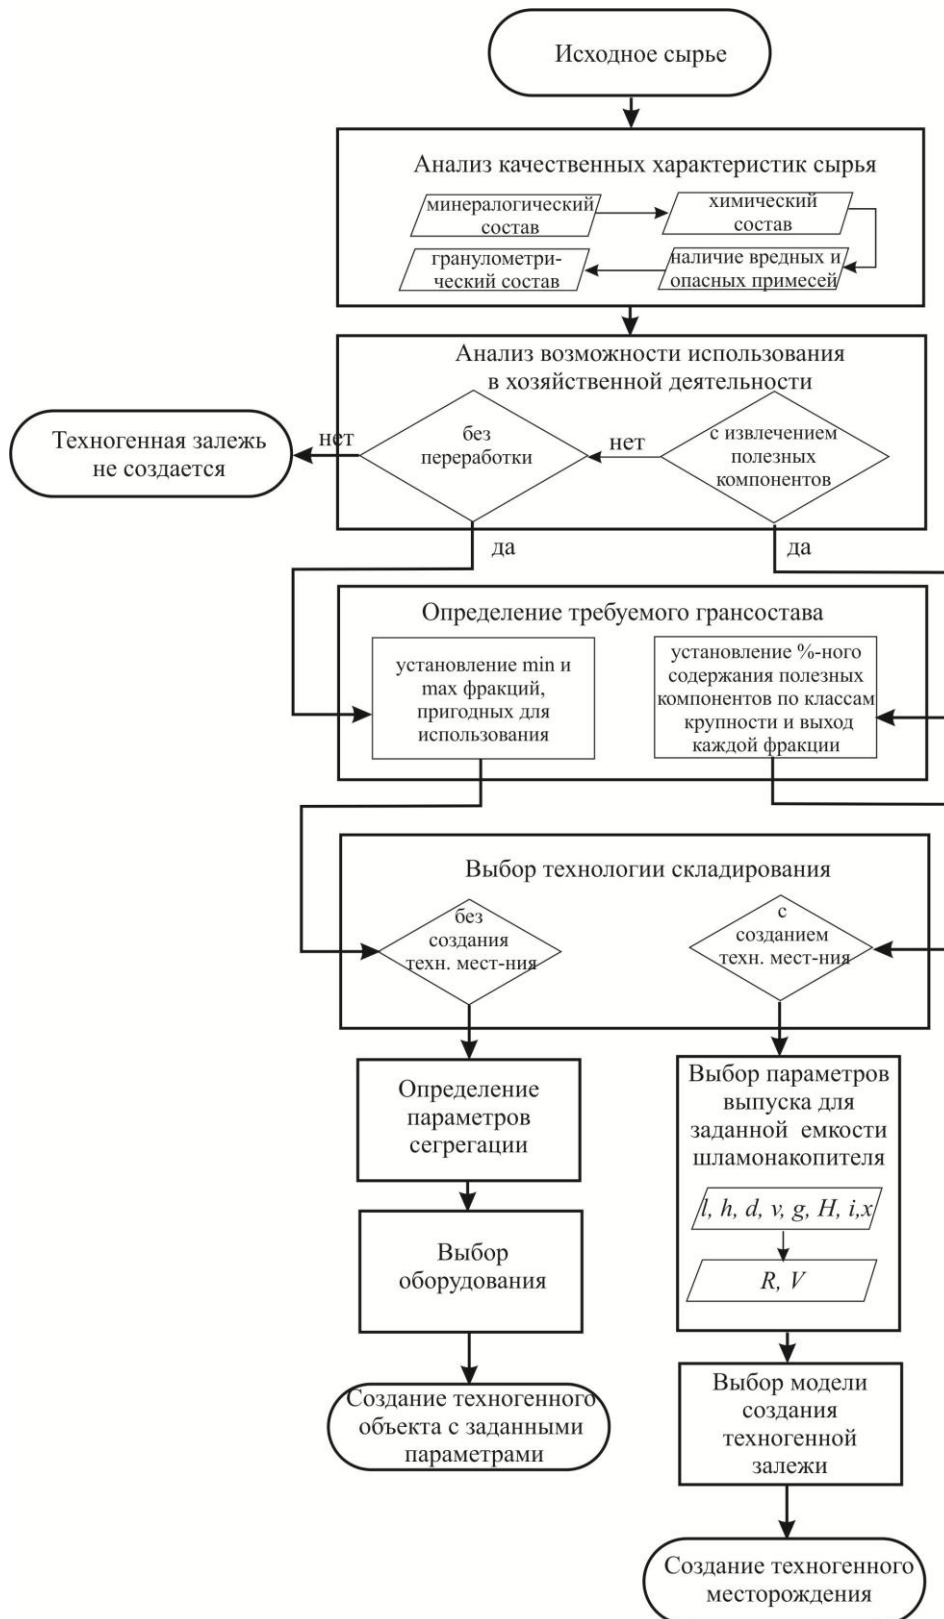 Исходное сырье
Анализ качественных характеристик сырья
минералогический
состав
химический
состав
гранулометри-
ческий состав
наличие вредных и
опасных примесей
Анализ возможности использования
в хозяйственной деятельности
Техногенная залежь
не создается
нет
без
переработки
нет
с извлечением
полезных
компонентов
да
да
Определение требуемого грансостава
установление min и
max фракций,
пригодных для
использования
установление %-ного
содержания полезных
компонентов по классам
крупности и выход
каждой фракции
Выбор технологии складирования
без
создания
техн. мест-ния
с
созданием
техн. мест-ния
Определение
параметров
сегрегации
Выбор
оборудования
Создание техногенного
объекта с заданными
параметрами
Выбор параметров
выпуска для
заданной емкости
шламонакопителя
l, h, d, v, g, H, i,x
R, V
Выбор модели
создания
техногенной
залежи
Создание техногенного
месторождения